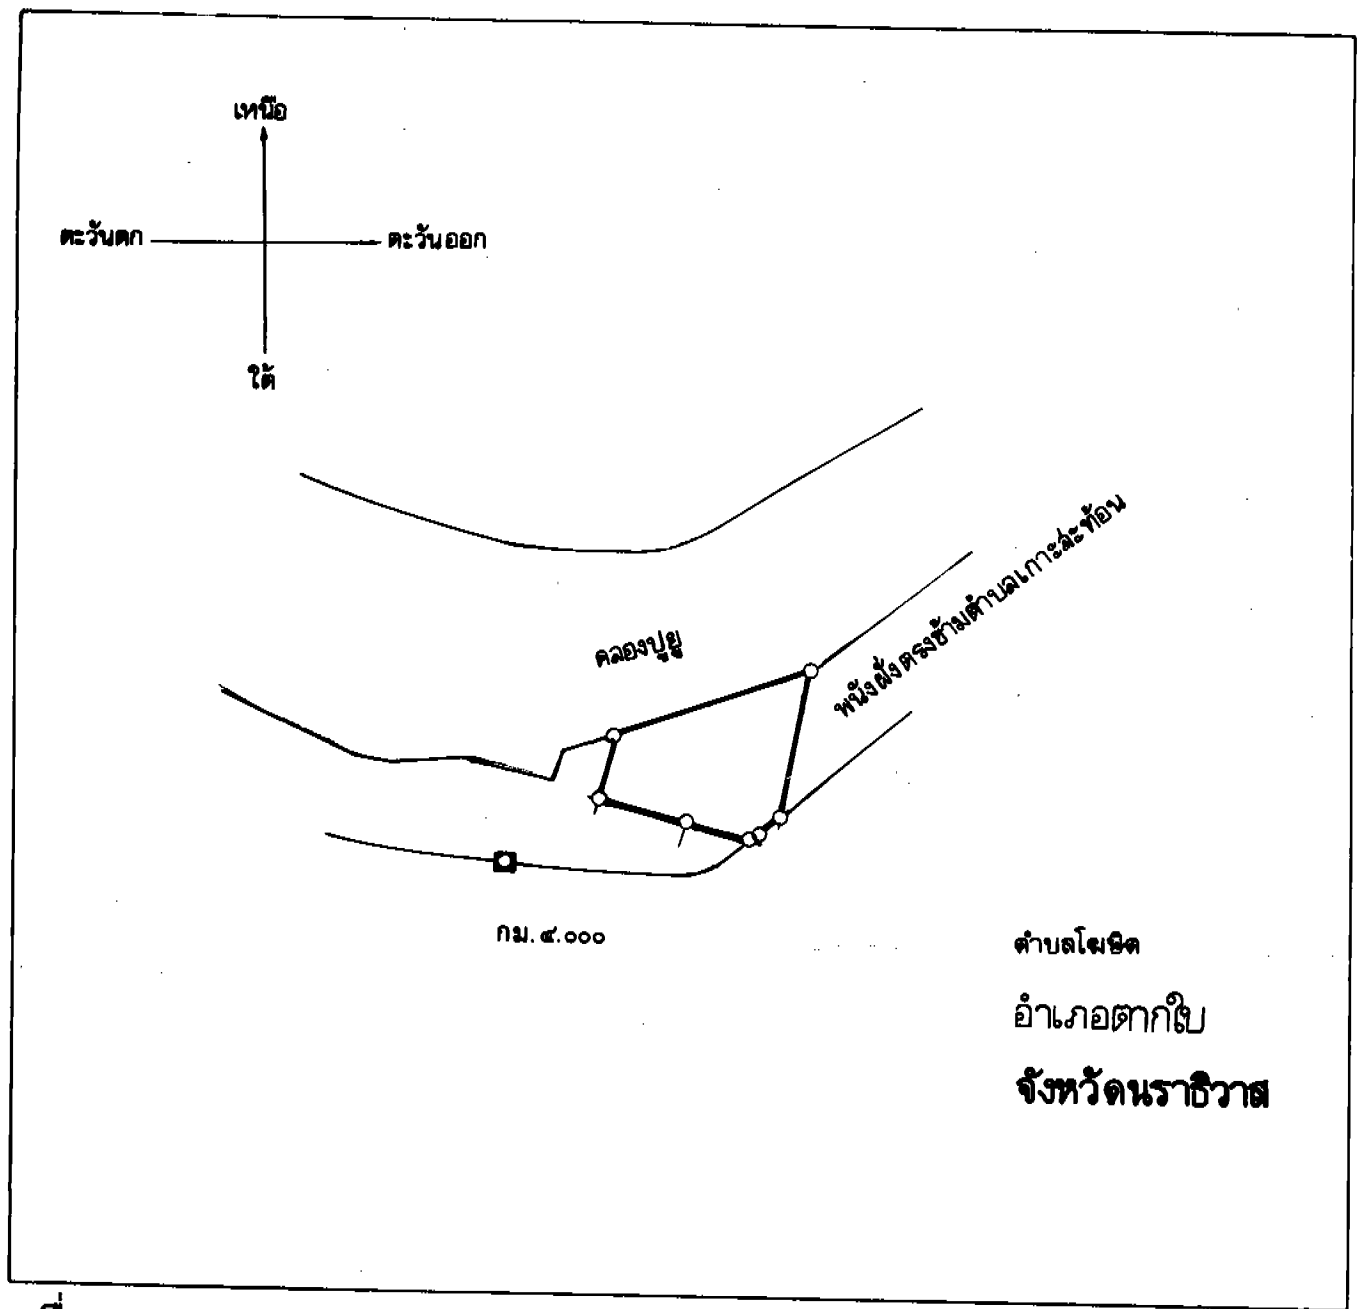 เหนือ
ตะวันตก
ตะวันออก
ใต้
คลองปูยู
พนังฝั่งตรงข้ามตำบลเกาะสะท้อน
กม. ๔.๐๐๐
ตำบลโฆษิต
อำเภอตากใบ
จังหวัดนราธิวาส